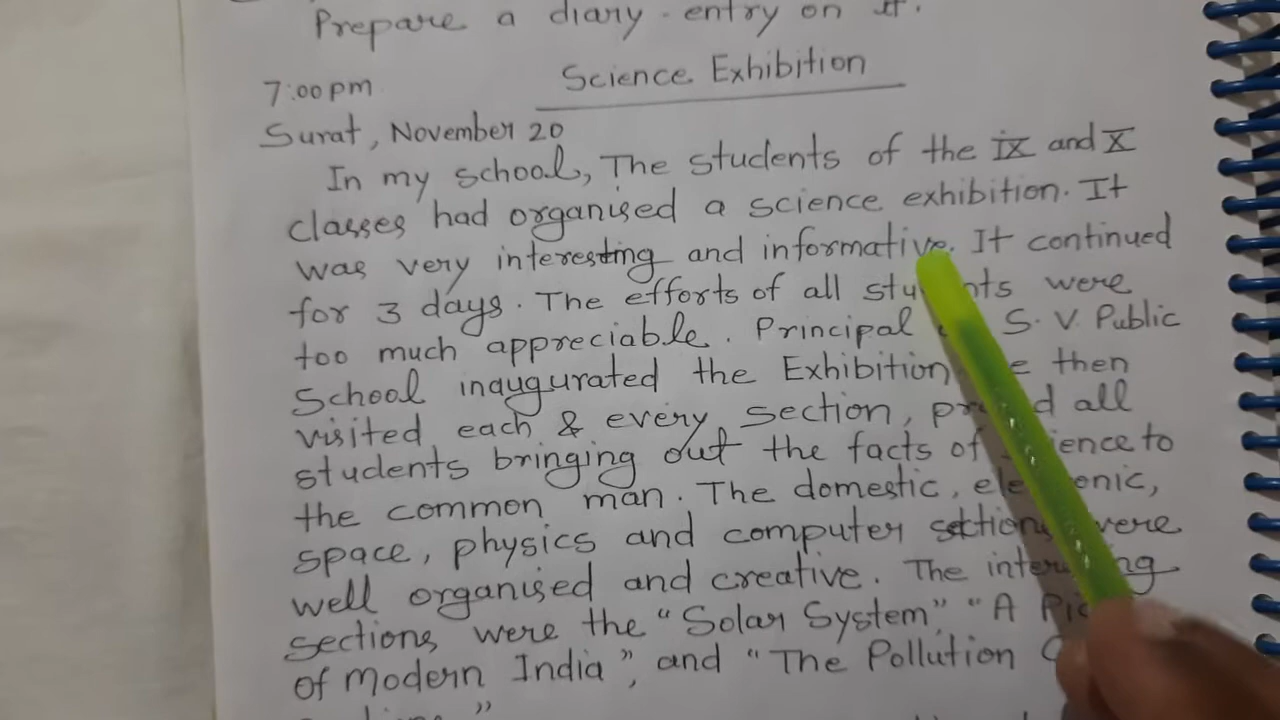 Prepare a diary-entry on it.
Science Exhibition
7:00pm
Surat, November 20
In my school, The students of the IX and X
classes had organised a science exhibition. It
was very interesting and informative. It continued
for 3 days. The efforts of all were
too much appreciable. Principal S. V. Public
School inaugurated the Exhibition then
visited each & every section, all
students bringing out the facts of to
the common man. The domestic,
space, physics and computer were
well organised and creative. The
sections were the "Solar System" "A
of Modern India", and "The Pollution